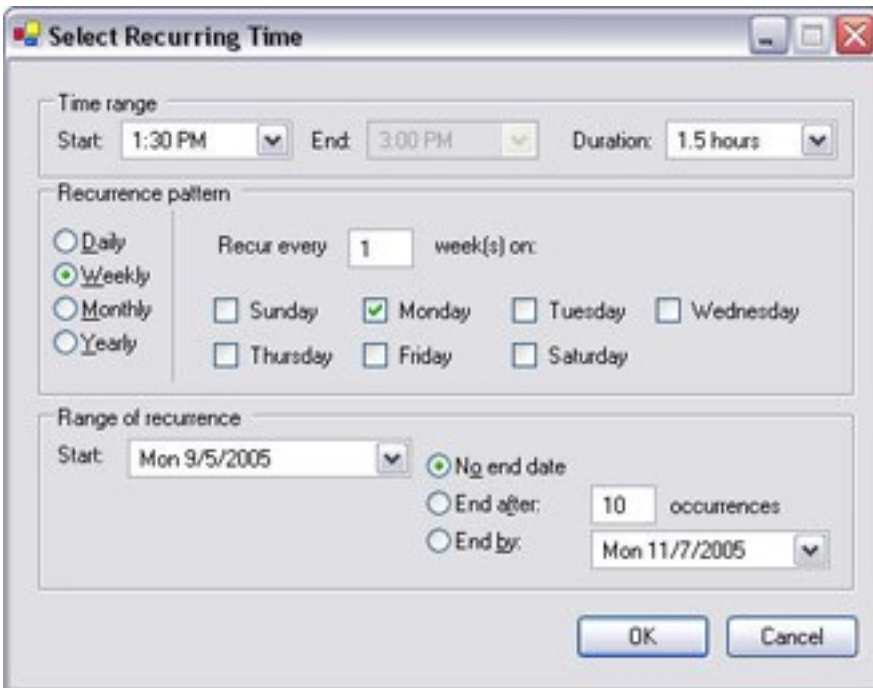 Select Recurring Time
Time range
Start: 1:30 PM End: 3:00 PM Duration: 1.5 hours
Recurrence pattern
Daily
Weekly
Monthly
Yearly
Recur every 1 week(s) on:
Sunday Monday Tuesday Wednesday
Thursday Friday Saturday
Range of recurrence
Start: Mon 9/5/2005
No end date
End after: 10 occurrences
End by: Mon 11/7/2005
OK Cancel